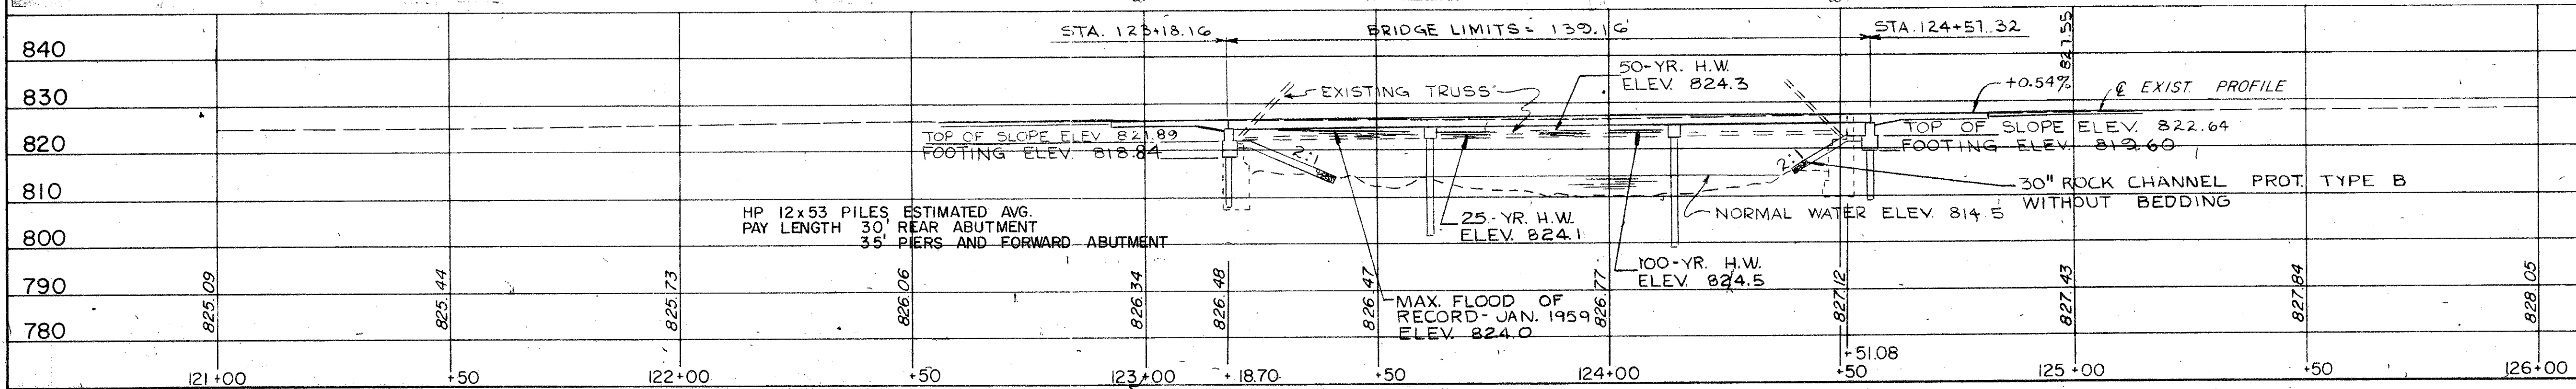 STA. 123+18.16
BRIDGE LIMITS = 139.16'
STA. 124+57.32
827.55
840
830
820
810
800
790
780
EXISTING TRUSS
50-YR. H.W.
ELEV. 824.3
+0.54%
℄ EXIST. PROFILE
TOP OF SLOPE ELEV. 821.89
FOOTING ELEV. 818.84
2:1
2:1
TOP OF SLOPE ELEV. 822.64
FOOTING ELEV. 819.60
30" ROCK CHANNEL PROT. TYPE B
WITHOUT BEDDING
NORMAL WATER ELEV. 814.5
HP 12x53 PILES ESTIMATED AVG.
PAY LENGTH 30' REAR ABUTMENT
35' PIERS AND FORWARD ABUTMENT
25-YR. H.W.
ELEV. 824.1
100-YR. H.W.
ELEV. 824.5
MAX. FLOOD OF
RECORD - JAN. 1959
ELEV. 824.0
825.09
825.44
825.73
826.06
826.34
826.48
826.47
826.77
827.12
827.43
827.84
828.05
+51.08
121+00
+50
122+00
+50
123+00
+18.70
+50
124+00
+50
125+00
+50
126+00